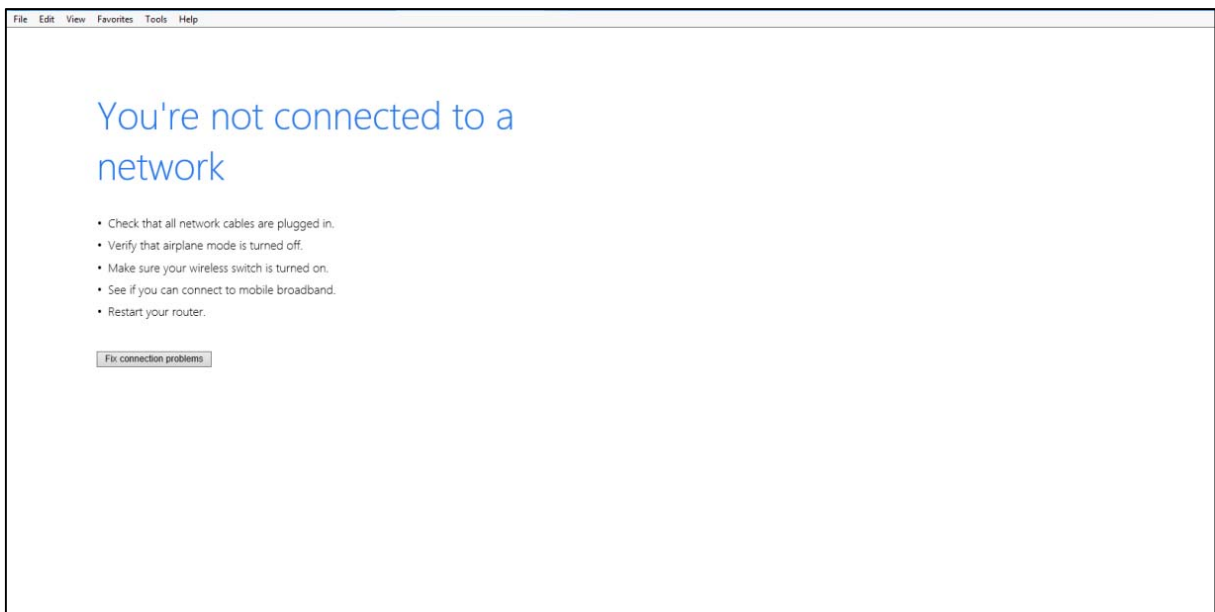 File Edit View Favorites Tools Help
You're not connected to a
network
• Check that all network cables are plugged in.
• Verify that airplane mode is turned off.
• Make sure your wireless switch is turned on.
• See if you can connect to mobile broadband.
• Restart your router.
Fix connection problems